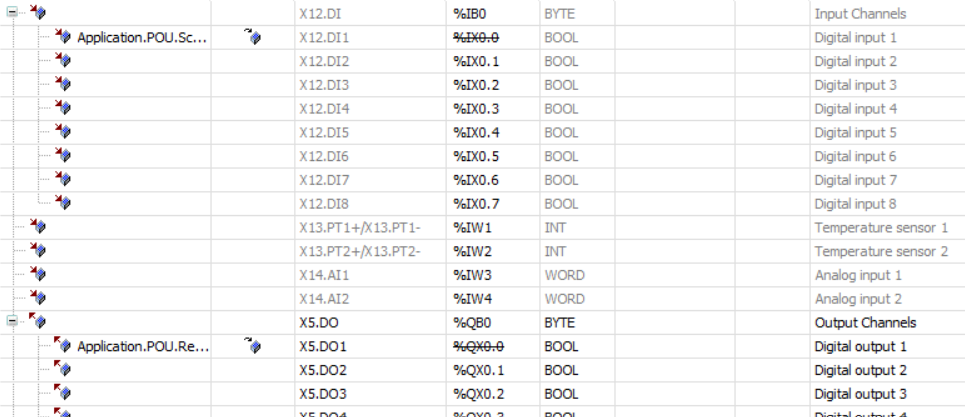 X12.DI %IB0 BYTE Input Channels
Application.POU.Sc... X12.DI1 %IX0.0 BOOL Digital input 1
X12.DI2 %IX0.1 BOOL Digital input 2
X12.DI3 %IX0.2 BOOL Digital input 3
X12.DI4 %IX0.3 BOOL Digital input 4
X12.DI5 %IX0.4 BOOL Digital input 5
X12.DI6 %IX0.5 BOOL Digital input 6
X12.DI7 %IX0.6 BOOL Digital input 7
X12.DI8 %IX0.7 BOOL Digital input 8
X13.PT1+/X13.PT1- %IW1 INT Temperature sensor 1
X13.PT2+/X13.PT2- %IW2 INT Temperature sensor 2
X14.AI1 %IW3 WORD Analog input 1
X14.AI2 %IW4 WORD Analog input 2
X5.DO %QB0 BYTE Output Channels
Application.POU.Re... X5.DO1 %QX0.0 BOOL Digital output 1
X5.DO2 %QX0.1 BOOL Digital output 2
X5.DO3 %QX0.2 BOOL Digital output 3
X5.DO4 %QX0.3 BOOL Digital output 4